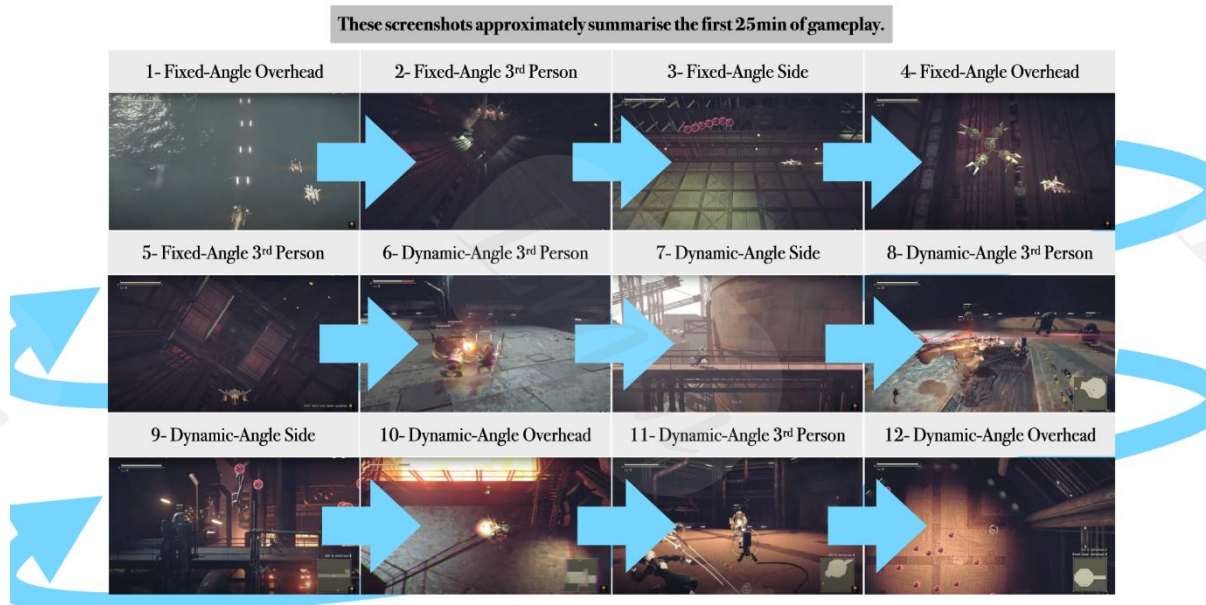 These screenshots approximately summarise the first 25min of gameplay.
1- Fixed-Angle Overhead
2- Fixed-Angle 3rd Person
3- Fixed-Angle Side
4- Fixed-Angle Overhead
5- Fixed-Angle 3rd Person
6- Dynamic-Angle 3rd Person
7- Dynamic-Angle Side
8- Dynamic-Angle 3rd Person
9- Dynamic-Angle Side
10- Dynamic-Angle Overhead
11- Dynamic-Angle 3rd Person
12- Dynamic-Angle Overhead